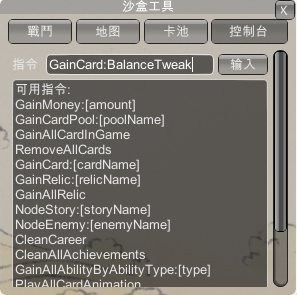 沙盒工具
X
戰鬥 地图 卡池 控制台
指令 GainCard:BalanceTweak 输入
可用指令:
GainMoney:[amount]
GainCardPool:[poolName]
GainAllCardInGame
RemoveAllCards
GainCard:[cardName]
GainRelic:[relicName]
GainAllRelic
NodeStory:[storyName]
NodeEnemy:[enemyName]
CleanCareer
CleanAllAchievements
GainAllAbilityByAbilityType:[type]
PlayAllCardAnimation